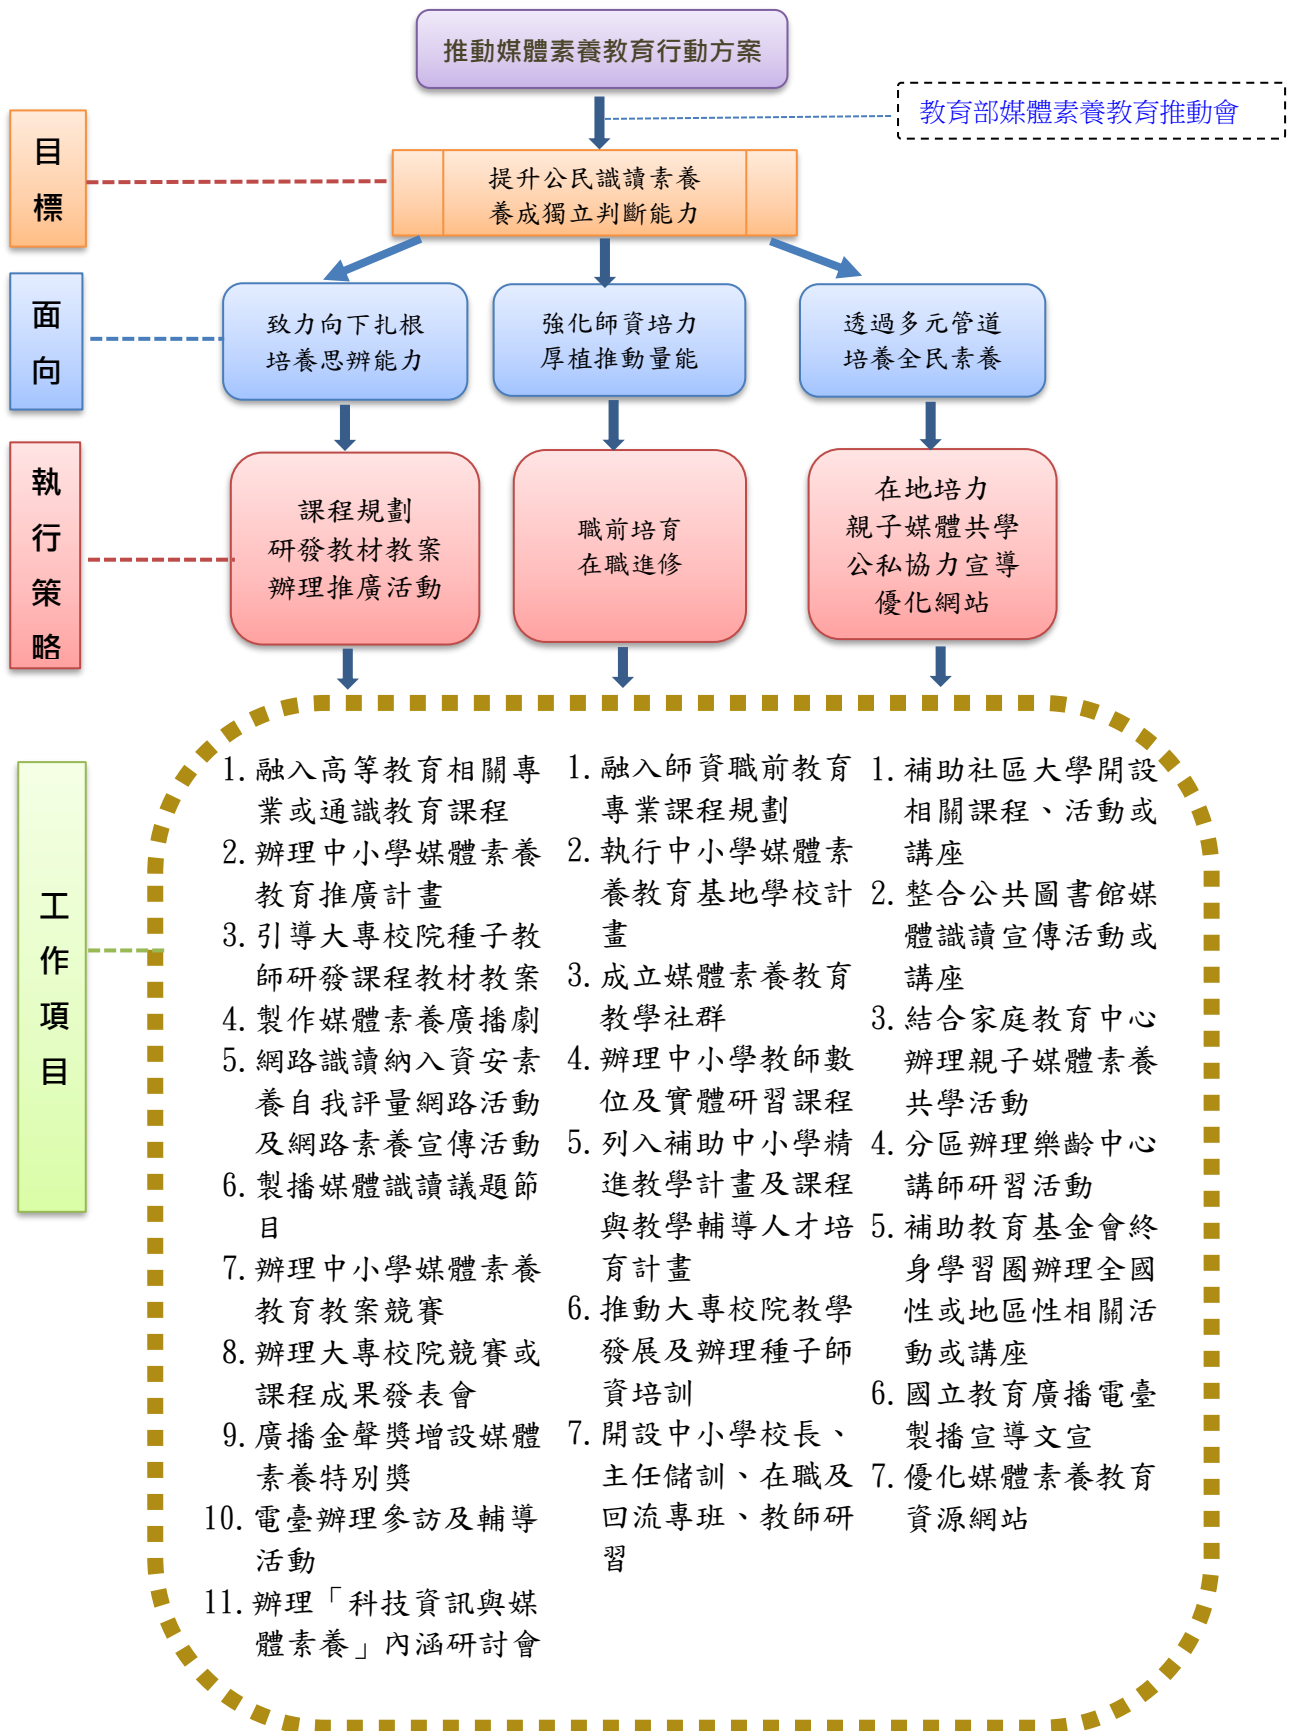 推動媒體素養教育行動方案
教育部媒體素養教育推動會
目
標
提升公民識讀素養
養成獨立判斷能力
面
向
致力向下扎根
培養思辨能力
強化師資培力
厚植推動量能
透過多元管道
培養全民素養
執
行
策
略
課程規劃
研發教材教案
辦理推廣活動
職前培育
在職進修
在地培力
親子媒體共學
公私協力宣導
優化網站
工
作
項
目
1. 融入高等教育相關專
業或通識教育課程
2. 辦理中小學媒體素養
教育推廣計畫
3. 引導大專校院種子教
師研發課程教材教案
4. 製作媒體素養廣播劇
5. 網路識讀納入資安素
養自我評量網路活動
及網路素養宣傳活動
6. 製播媒體識讀議題節
目
7. 辦理中小學媒體素養
教育教案競賽
8. 辦理大專校院競賽或
課程成果發表會
9. 廣播金聲獎增設媒體
素養特別獎
10. 電臺辦理參訪及輔導
活動
11. 辦理「科技資訊與媒
體素養」內涵研討會
1. 融入師資職前教育
專業課程規劃
2. 執行中小學媒體素
養教育基地學校計
畫
3. 成立媒體素養教育
教學社群
4. 辦理中小學教師數
位及實體研習課程
5. 列入補助中小學精
進教學計畫及課程
與教學輔導人才培
育計畫
6. 推動大專校院教學
發展及辦理種子師
資培訓
7. 開設中小學校長、
主任儲訓、在職及
回流專班、教師研
習
1. 補助社區大學開設
相關課程、活動或
講座
2. 整合公共圖書館媒
體識讀宣傳活動或
講座
3. 結合家庭教育中心
辦理親子媒體素養
共學活動
4. 分區辦理樂齡中心
講師研習活動
5. 補助教育基金會終
身學習圈辦理全國
性或地區性相關活
動或講座
6. 國立教育廣播電臺
製播宣導文宣
7. 優化媒體素養教育
資源網站